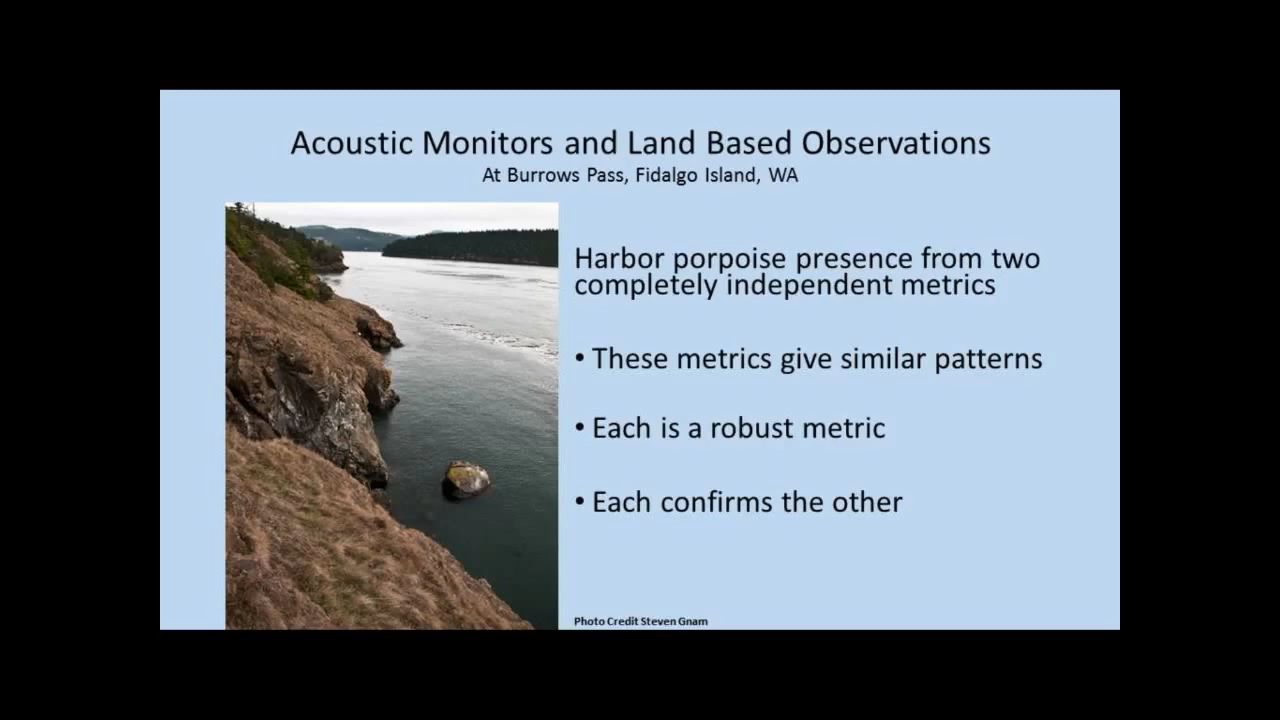 Acoustic Monitors and Land Based Observations
At Burrows Pass, Fidalgo Island, WA
Harbor porpoise presence from two
completely independent metrics
• These metrics give similar patterns
• Each is a robust metric
• Each confirms the other
Photo Credit Steven Gnam